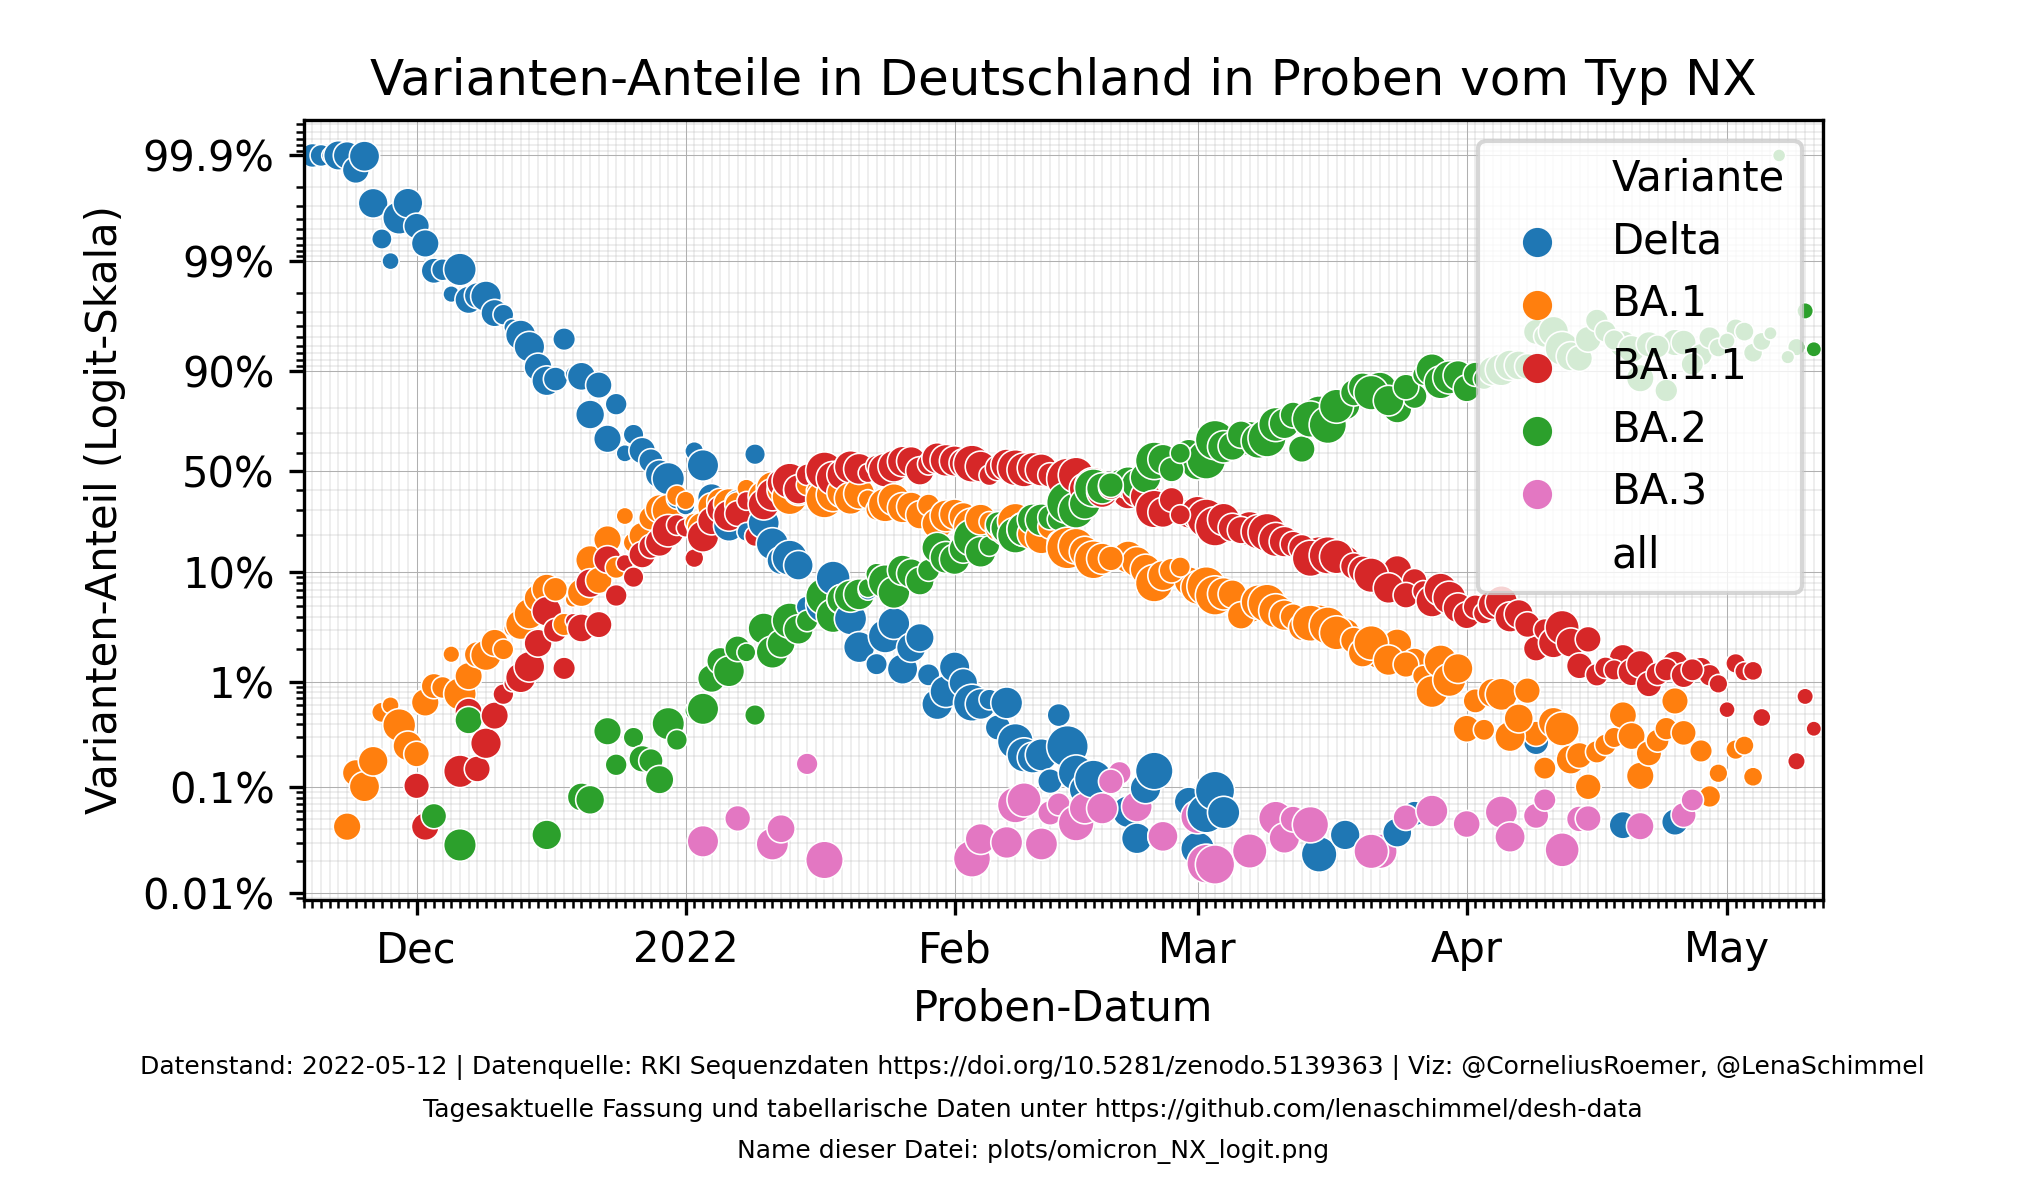 Varianten-Anteile in Deutschland in Proben vom Typ NX
Varianten-Anteil (Logit-Skala)
99.9%
99%
90%
50%
10%
1%
0.1%
0.01%
Variante
Delta
BA.1
BA.1.1
BA.2
BA.3
all
Dec
2022
Feb
Mar
Apr
May
Proben-Datum
Datenstand: 2022-05-12 | Datenquelle: RKI Sequenzdaten https://doi.org/10.5281/zenodo.5139363 | Viz: @CorneliusRoemer, @LenaSchimmel
Tagesaktuelle Fassung und tabellarische Daten unter https://github.com/lenaschimmel/desh-data
Name dieser Datei: plots/omicron_NX_logit.png